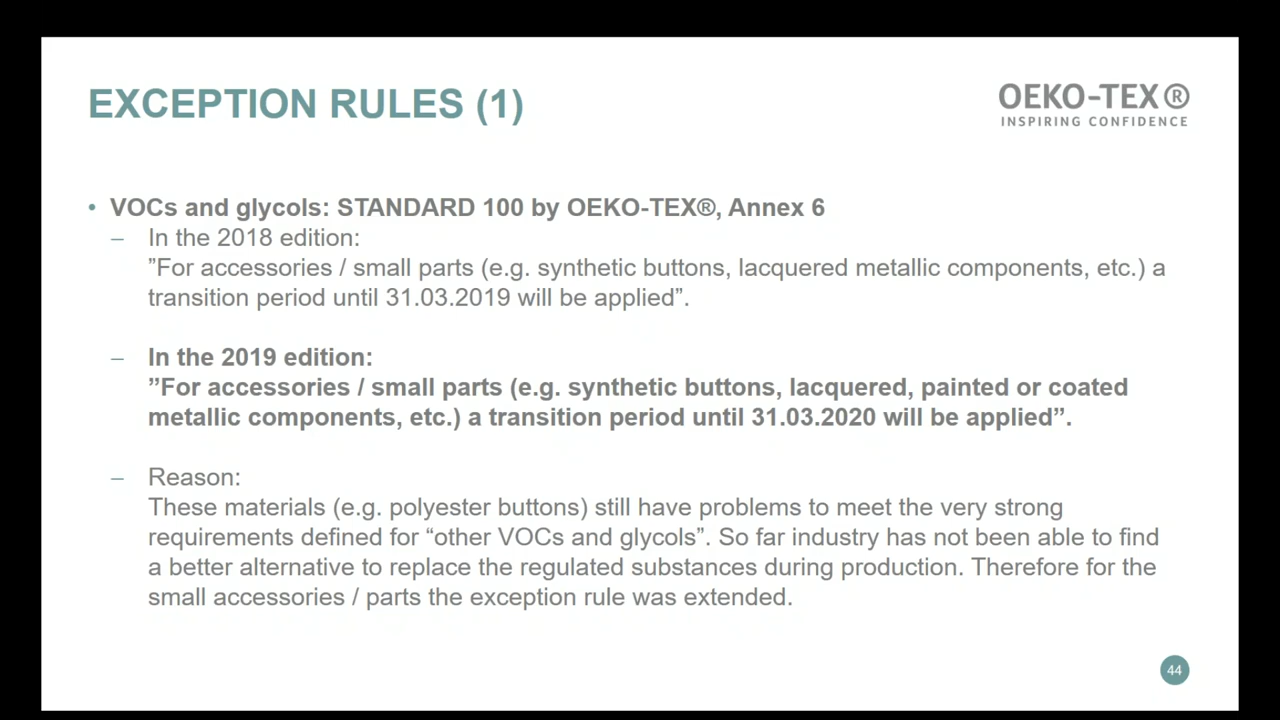 EXCEPTION RULES (1)
OEKO-TEX®
INSPIRING CONFIDENCE
• VOCs and glycols: STANDARD 100 by OEKO-TEX®, Annex 6
– In the 2018 edition:
”For accessories / small parts (e.g. synthetic buttons, lacquered metallic components, etc.) a
transition period until 31.03.2019 will be applied”.
– In the 2019 edition:
”For accessories / small parts (e.g. synthetic buttons, lacquered, painted or coated
metallic components, etc.) a transition period until 31.03.2020 will be applied”.
– Reason:
These materials (e.g. polyester buttons) still have problems to meet the very strong
requirements defined for “other VOCs and glycols”. So far industry has not been able to find
a better alternative to replace the regulated substances during production. Therefore for the
small accessories / parts the exception rule was extended.
44